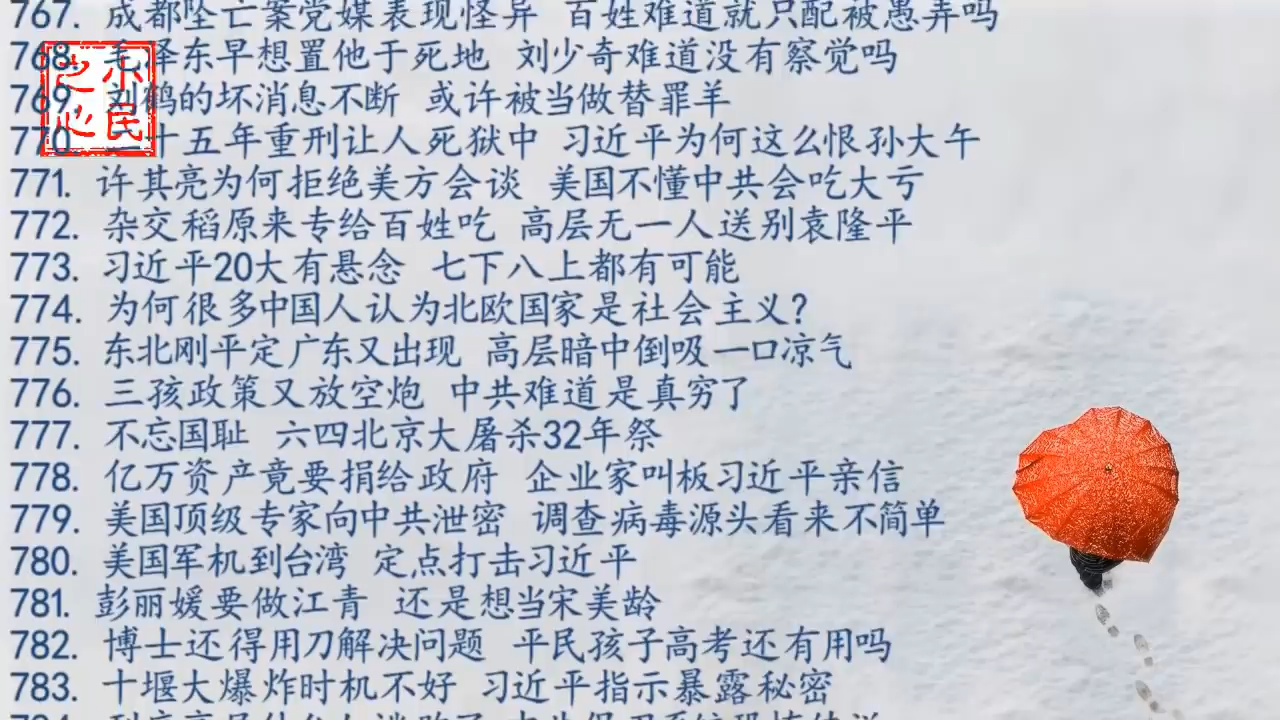 767. 成都坠亡案党媒表现怪异 百姓难道就只配被愚弄吗
768. 毛泽东早想置他于死地 刘少奇难道没有察觉吗
769. 刘鹤的坏消息不断 或许被当做替罪羊
770. 二十五年重刑让人死狱中 习近平为何这么恨孙大午
771. 许其亮为何拒绝美方会谈 美国不懂中共会吃大亏
772. 杂交稻原来专给百姓吃 高层无一人送别袁隆平
773. 习近平20大有悬念 七下八上都有可能
774. 为何很多中国人认为北欧国家是社会主义?
775. 东北刚平定广东又出现 高层暗中倒吸一口凉气
776. 三孩政策又放空炮 中共难道是真穷了
777. 不忘国耻 六四北京大屠杀32年祭
778. 亿万资产竟要捐给政府 企业家叫板习近平亲信
779. 美国顶级专家向中共泄密 调查病毒源头看来不简单
780. 美国军机到台湾 定点打击习近平
781. 彭丽媛要做江青 还是想当宋美龄
782. 博士还得用刀解决问题 平民孩子高考还有用吗
783. 十堰大爆炸时机不好 习近平指示暴露秘密
小民之心